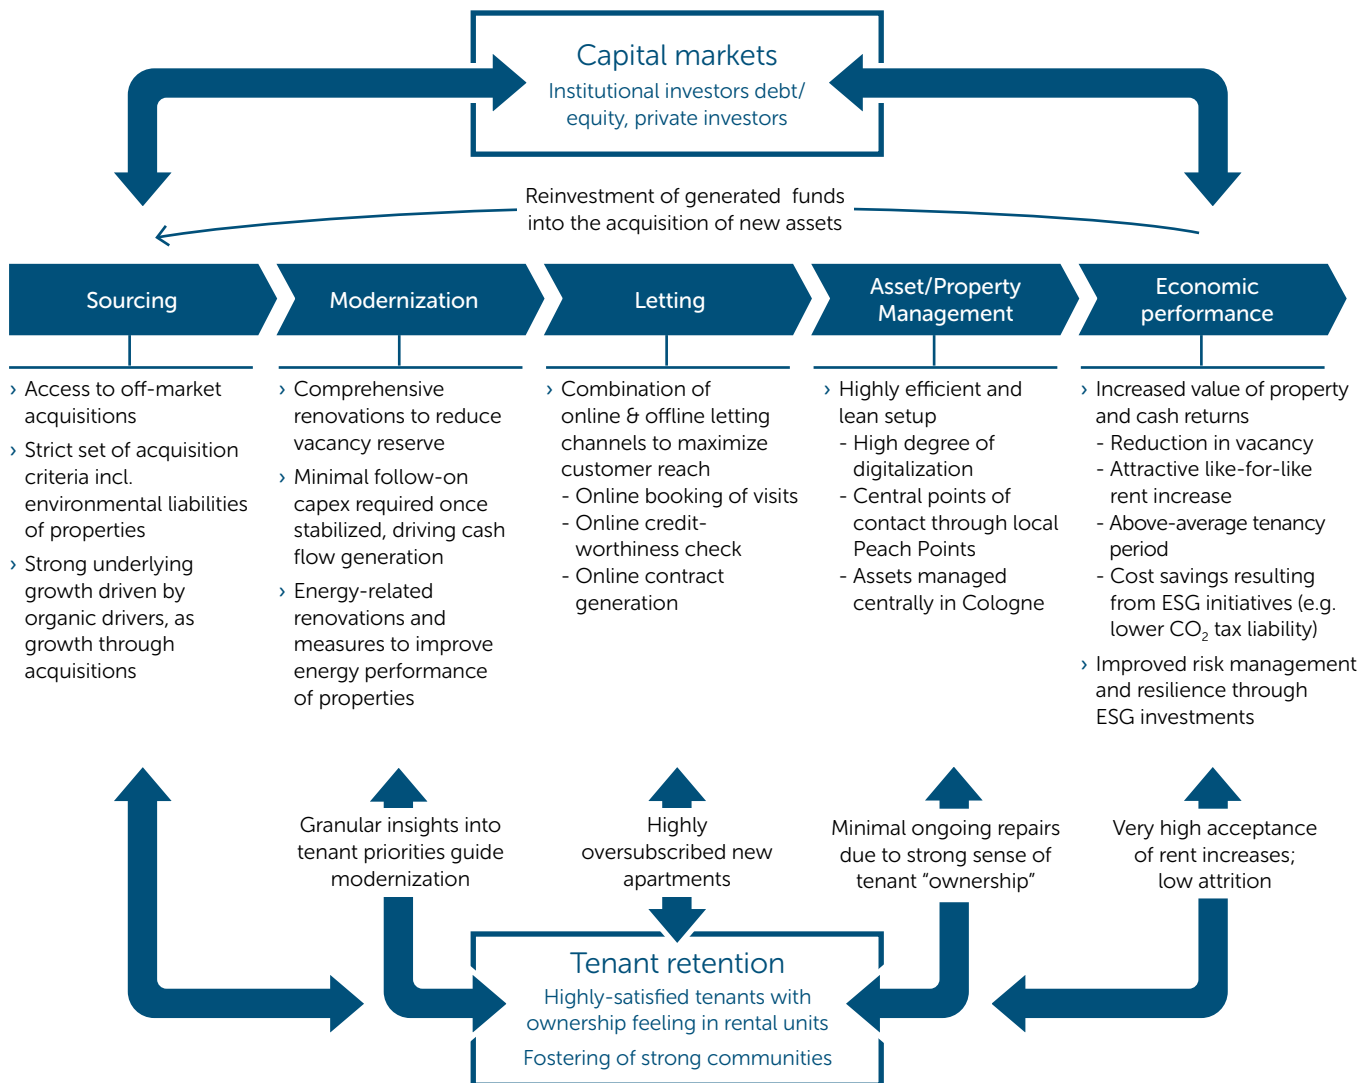 Capital markets
Institutional investors debt/
equity, private investors
Reinvestment of generated funds
into the acquisition of new assets
Sourcing
Modernization
Letting
Asset/Property
Management
Economic
performance
› Access to off-market
acquisitions
› Strict set of acquisition
criteria incl.
environmental liabilities
of properties
› Strong underlying
growth driven by
organic drivers, as
growth through
acquisitions
› Comprehensive
renovations to reduce
vacancy reserve
› Minimal follow-on
capex required once
stabilized, driving cash
flow generation
› Energy-related
renovations and
measures to improve
energy performance
of properties
› Combination of
online & offline letting
channels to maximize
customer reach
- Online booking of visits
- Online credit-
worthiness check
- Online contract
generation
› Highly efficient and
lean setup
- High degree of
digitalization
- Central points of
contact through local
Peach Points
- Assets managed
centrally in Cologne
› Increased value of property
and cash returns
- Reduction in vacancy
- Attractive like-for-like
rent increase
- Above-average tenancy
period
- Cost savings resulting
from ESG initiatives (e.g.
lower CO₂ tax liability)
› Improved risk management
and resilience through
ESG investments
Granular insights into
tenant priorities guide
modernization
Highly
oversubscribed new
apartments
Minimal ongoing repairs
due to strong sense of
tenant “ownership”
Very high acceptance
of rent increases;
low attrition
Tenant retention
Highly-satisfied tenants with
ownership feeling in rental units
Fostering of strong communities